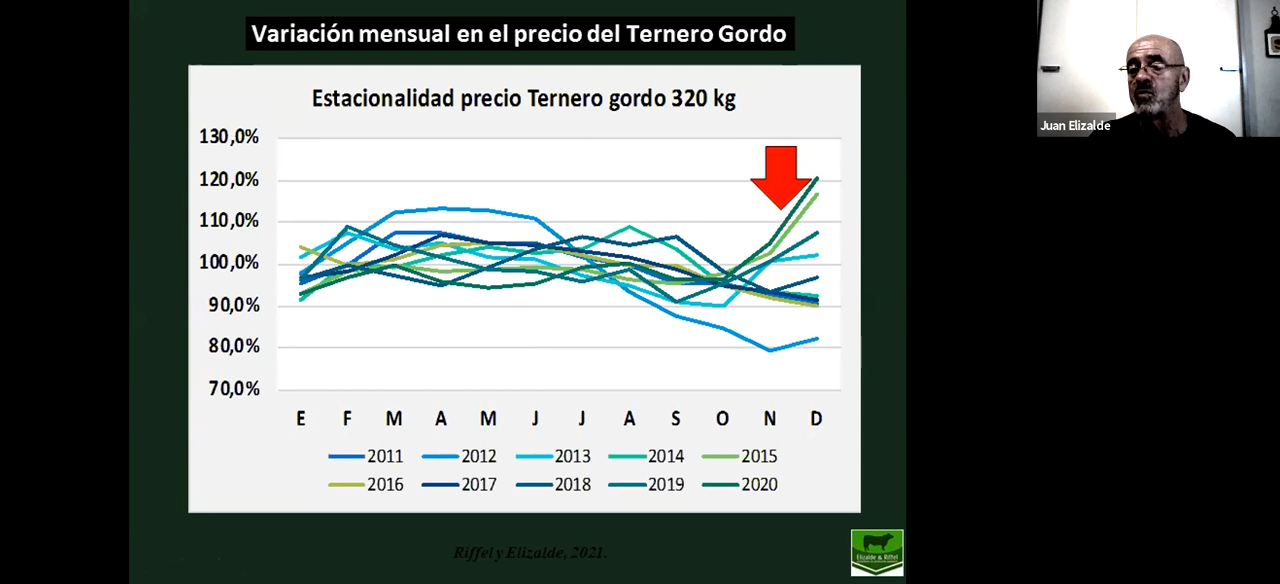 Variación mensual en el precio del Ternero Gordo
Juan Elizalde
Estacionalidad precio Ternero gordo 320 kg
130,0%
120,0%
110,0%
100,0%
90,0%
80,0%
70,0%
E F M A M J J A S O N D
2011 2012 2013 2014 2015
2016 2017 2018 2019 2020
Riffel y Elizalde, 2021.
Elizalde & Riffel